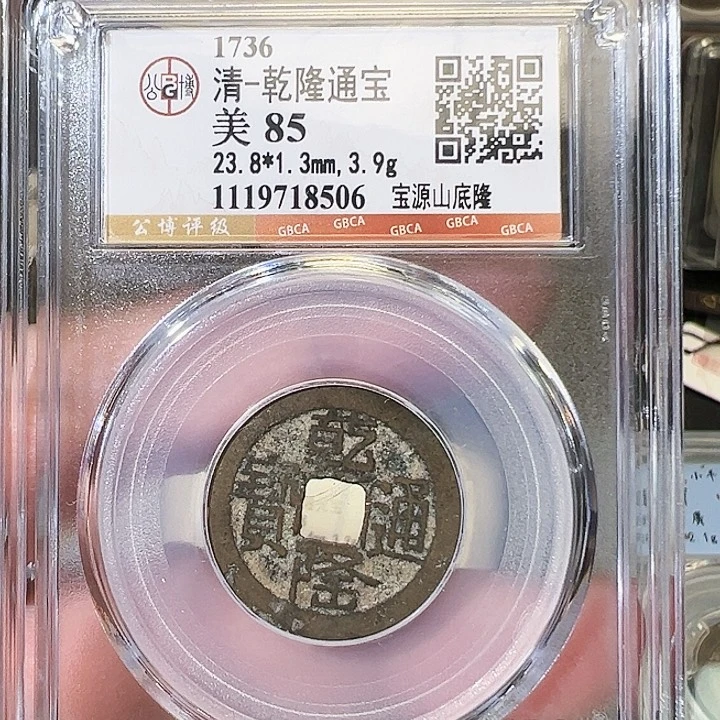 1736
清-乾隆通宝
美 85
23.8*1.3mm,3.9g
1119718506 宝源山底隆
公博评级 GBCA GBCA GBCA GBCA GBCA
乾
寶 通
隆